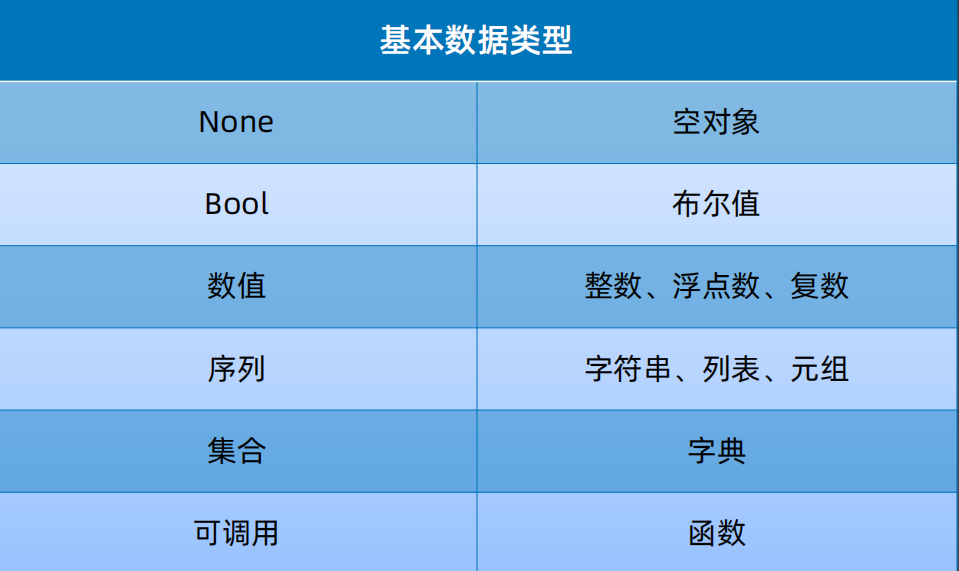 基本数据类型
None 空对象
Bool 布尔值
数值 整数、浮点数、复数
序列 字符串、列表、元组
集合 字典
可调用 函数